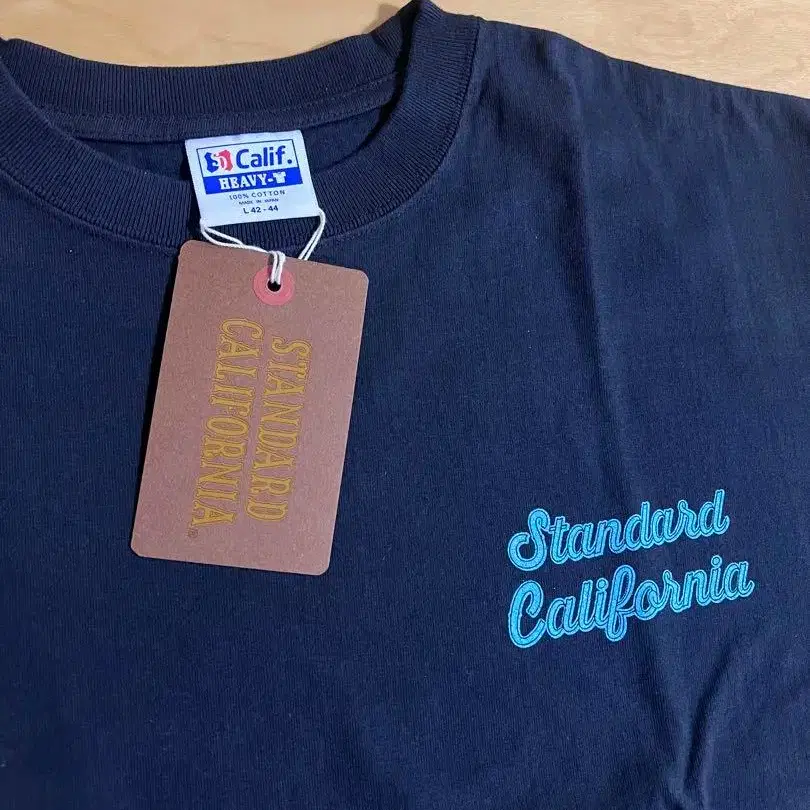 SD Calif.
HEAVY-T
100% COTTON
MADE IN JAPAN
L 42-44
STANDARD
CALIFORNIA
®
Standard
California